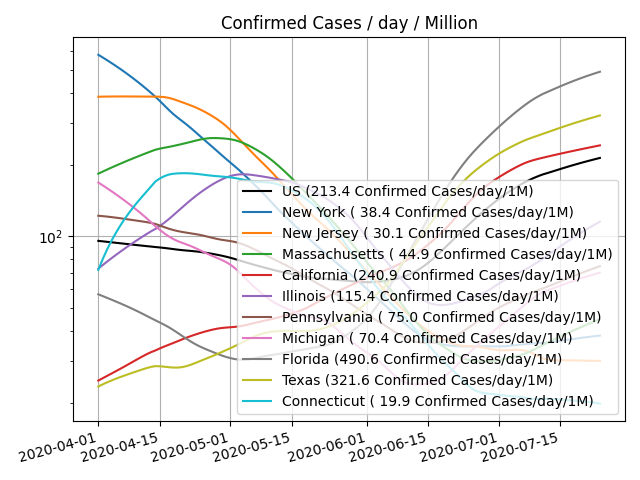 Confirmed Cases / day / Million
10²
US (213.4 Confirmed Cases/day/1M)
New York ( 38.4 Confirmed Cases/day/1M)
New Jersey ( 30.1 Confirmed Cases/day/1M)
Massachusetts ( 44.9 Confirmed Cases/day/1M)
California (240.9 Confirmed Cases/day/1M)
Illinois (115.4 Confirmed Cases/day/1M)
Pennsylvania ( 75.0 Confirmed Cases/day/1M)
Michigan ( 70.4 Confirmed Cases/day/1M)
Florida (490.6 Confirmed Cases/day/1M)
Texas (321.6 Confirmed Cases/day/1M)
Connecticut ( 19.9 Confirmed Cases/day/1M)
2020-04-01 2020-04-15 2020-05-01 2020-05-15 2020-06-01 2020-06-15 2020-07-01 2020-07-15